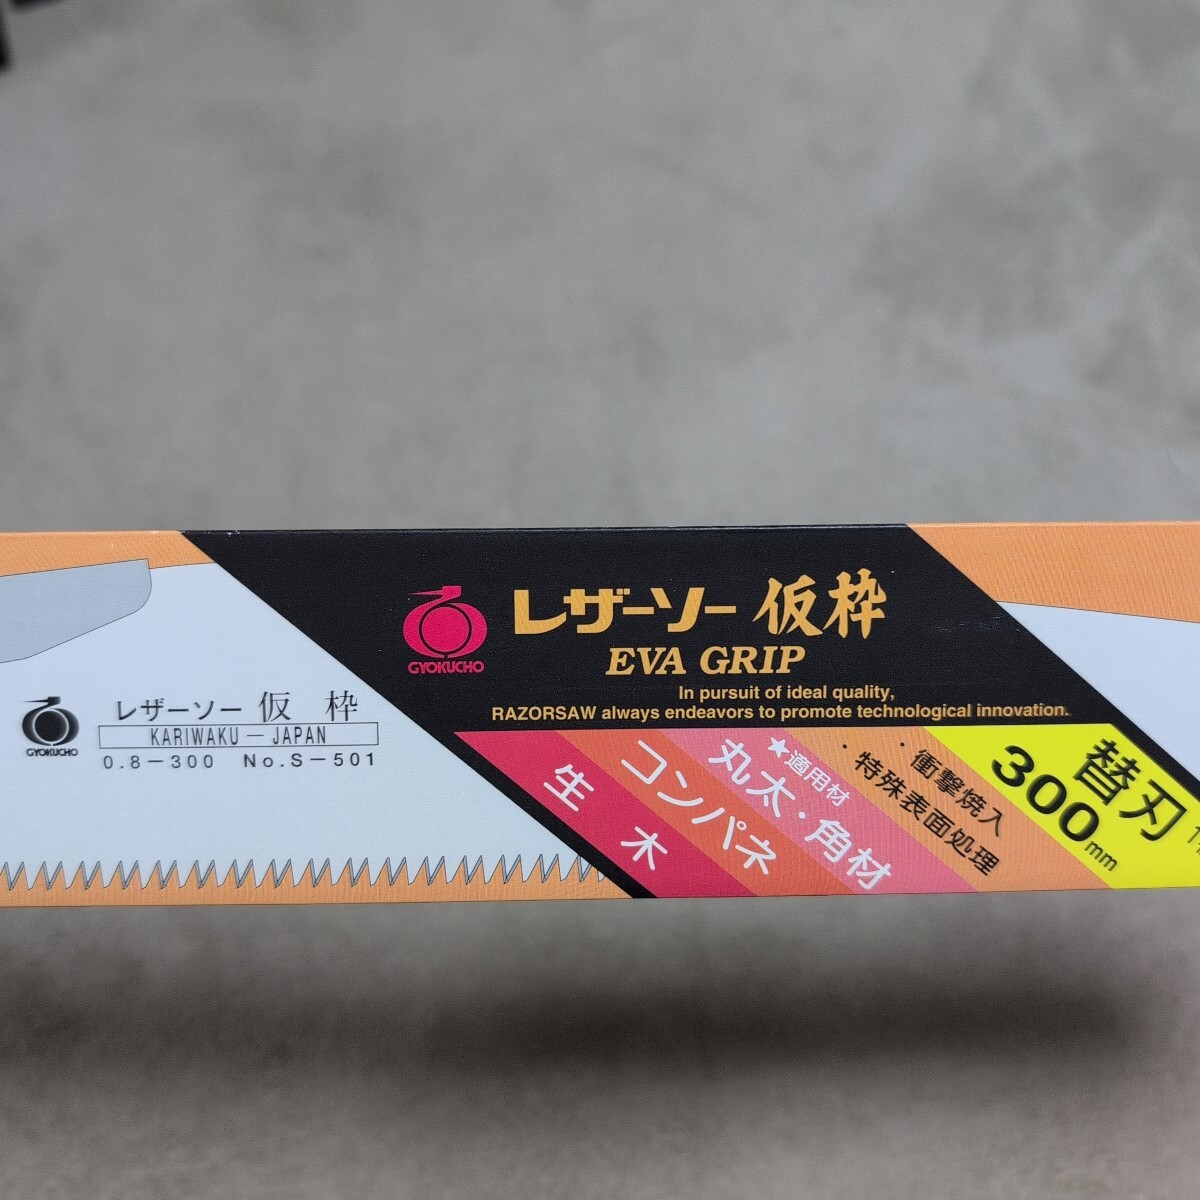 GYOKUCHO
レザーソー 仮枠
KARIWAKU－JAPAN
0.8－300 No.S－501
GYOKUCHO
レザーソー 仮枠
EVA GRIP
In pursuit of ideal quality,
RAZORSAW always endeavors to promote technological innovation.
生木
コンパネ
★適用材
丸太・角材
・衝撃焼入
・特殊表面処理
替刃
300mm